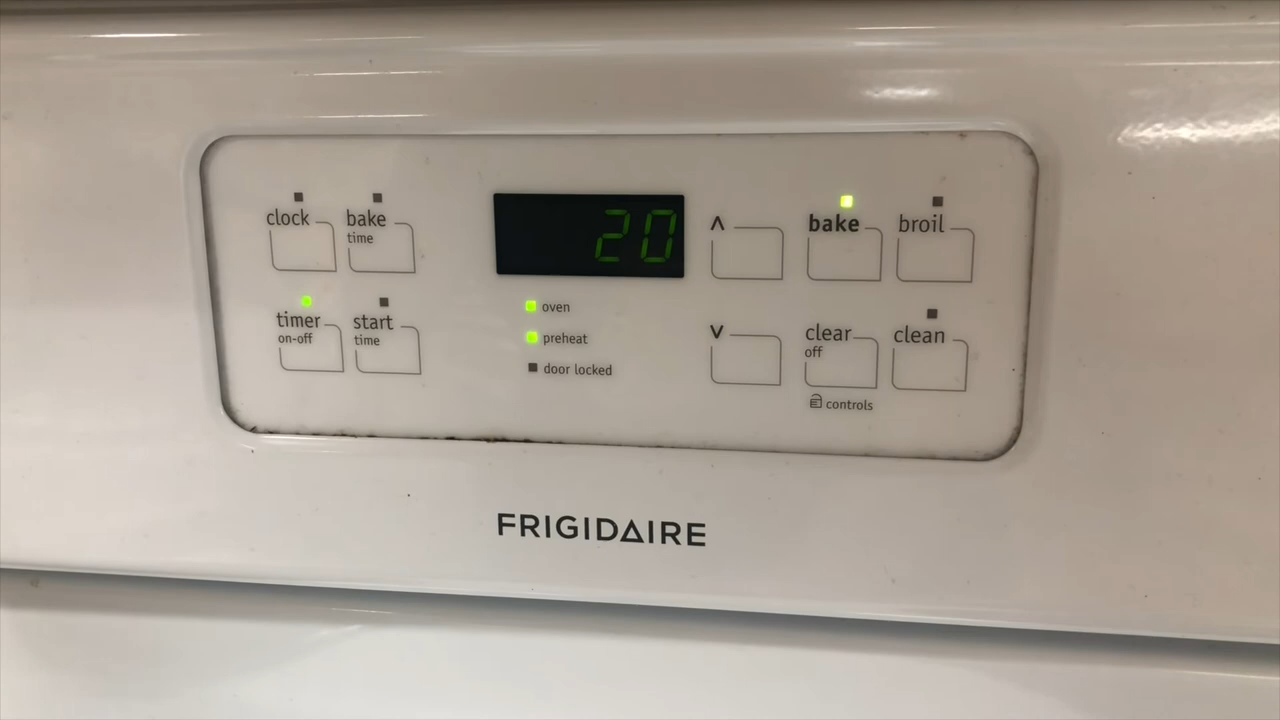 clock
bake
time
20
^
bake
broil
timer
on-off
start
time
oven
preheat
door locked
v
clear
off
clean
controls
FRIGIDAIRE